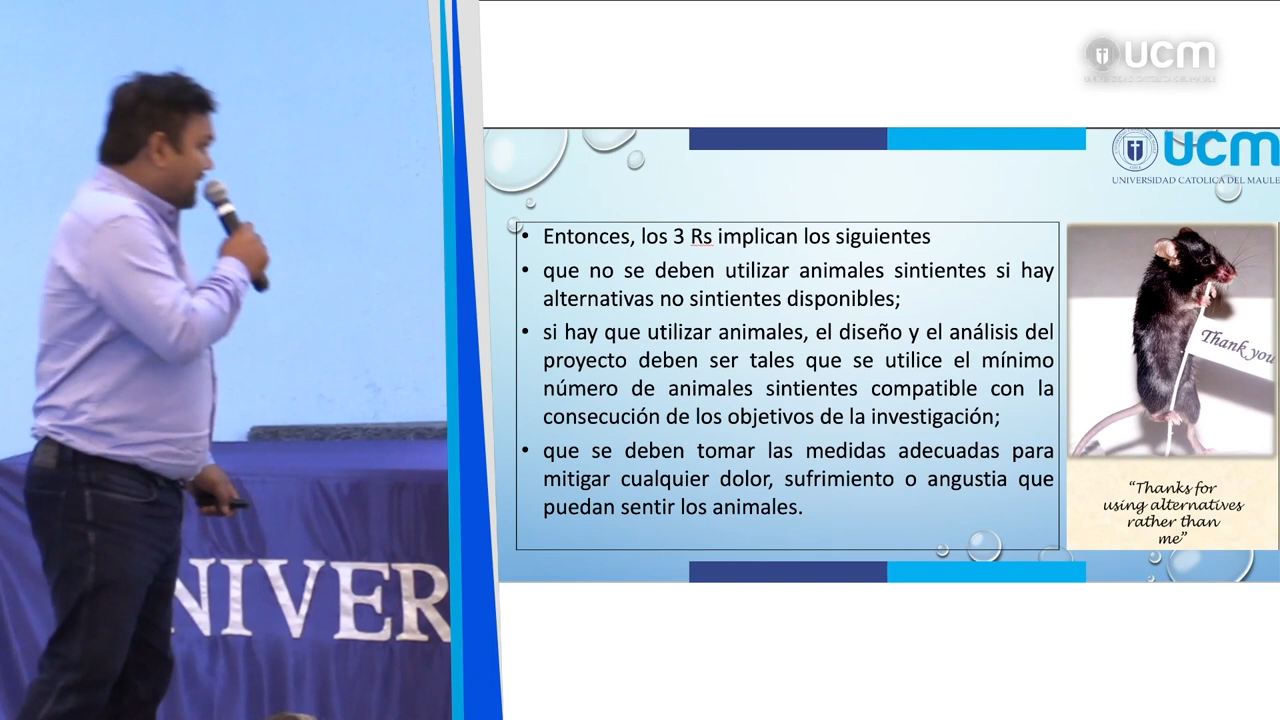 ucm
ucm
UNIVERSIDAD CATOLICA DEL MAULE
• Entonces, los 3 Rs implican los siguientes
• que no se deben utilizar animales sintientes si hay
alternativas no sintientes disponibles;
• si hay que utilizar animales, el diseño y el análisis del
proyecto deben ser tales que se utilice el mínimo
número de animales sintientes compatible con la
consecución de los objetivos de la investigación;
• que se deben tomar las medidas adecuadas para
mitigar cualquier dolor, sufrimiento o angustia que
puedan sentir los animales.
Thank you
“Thanks for
using alternatives
rather than
me”
NIVER